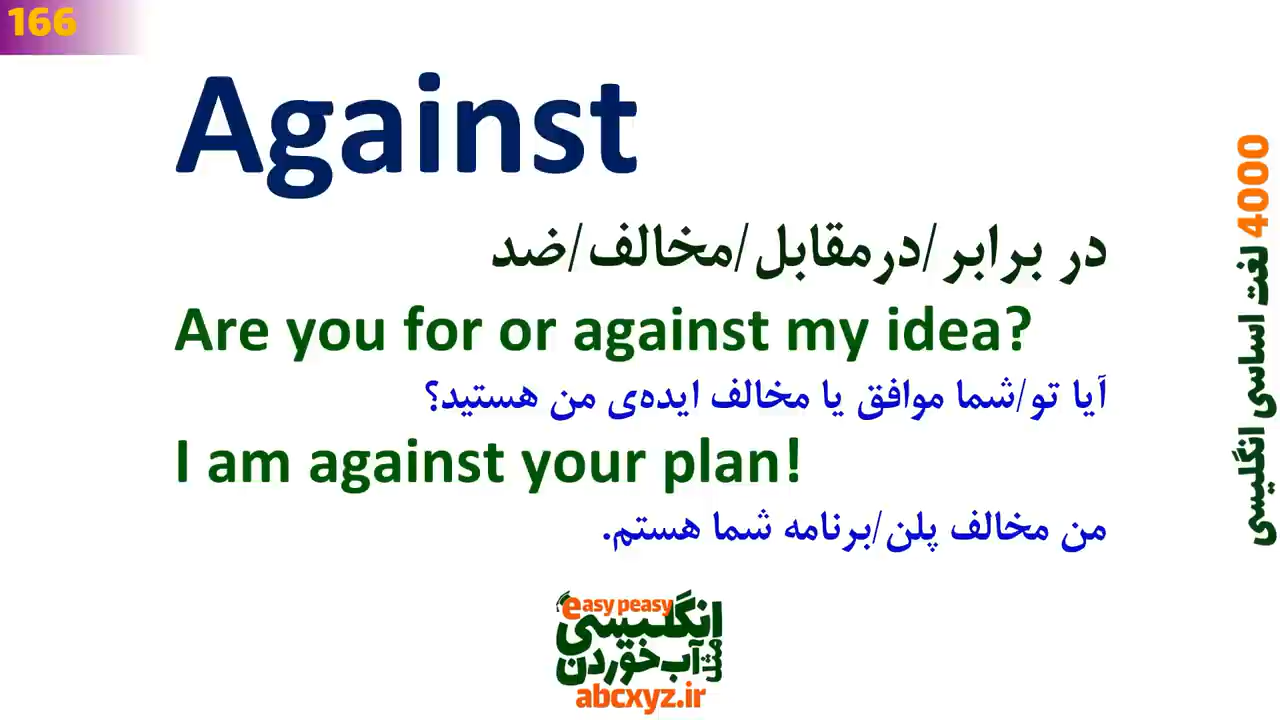 166
Against
در برابر/درمقابل/مخالف/ضد
Are you for or against my idea?
آیا تو/شما موافق یا مخالف ایده‌ی من هستید؟
I am against your plan!
من مخالف پلن/برنامه شما هستم.
4000 لغت اساسی انگلیسی
easy peasy
انگلیسی
مثل آب خوردن
abcxyz.ir